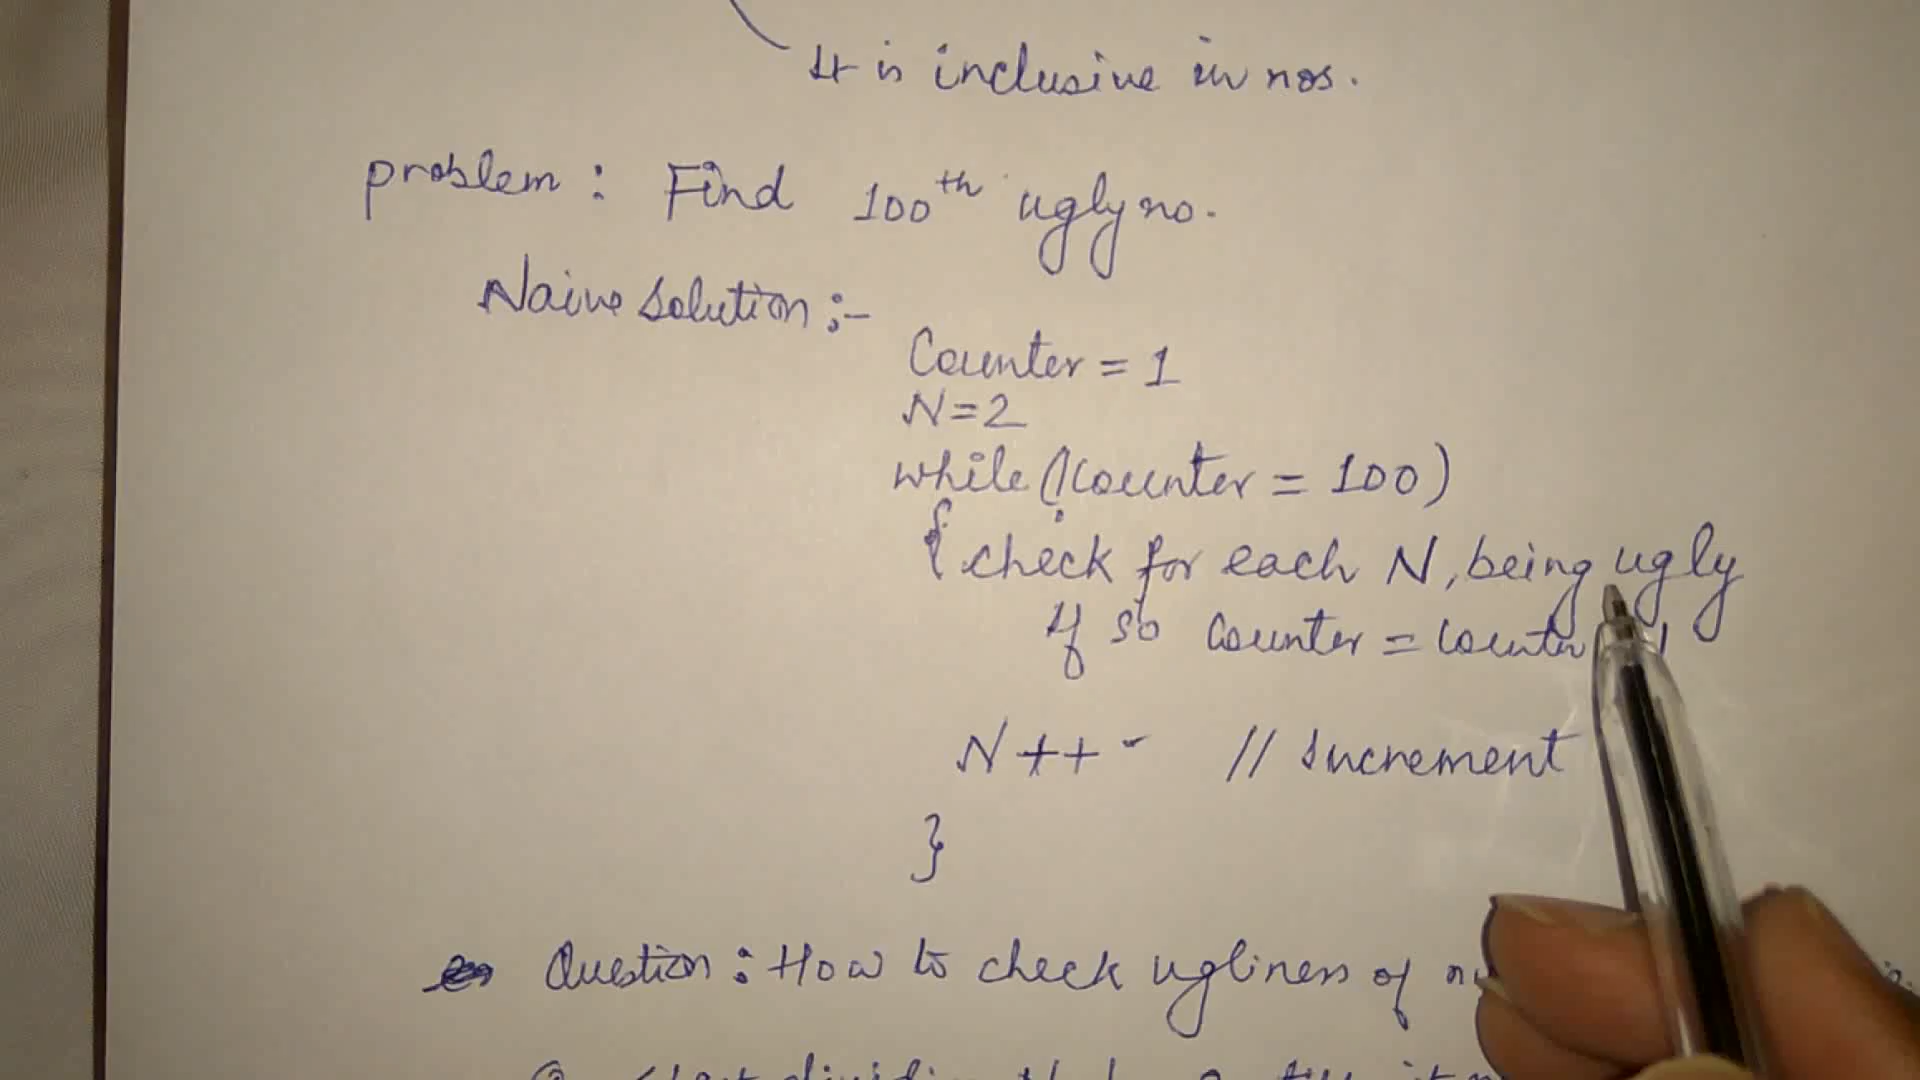 It is inclusive in nos.
problem : Find 100th ugly no.
Naive solution :-
Counter = 1
N=2
while (!counter = 100)
{ check for each N, being ugly
If so counter = counter
N++ // Increment
}
Question : How to check ugliness of